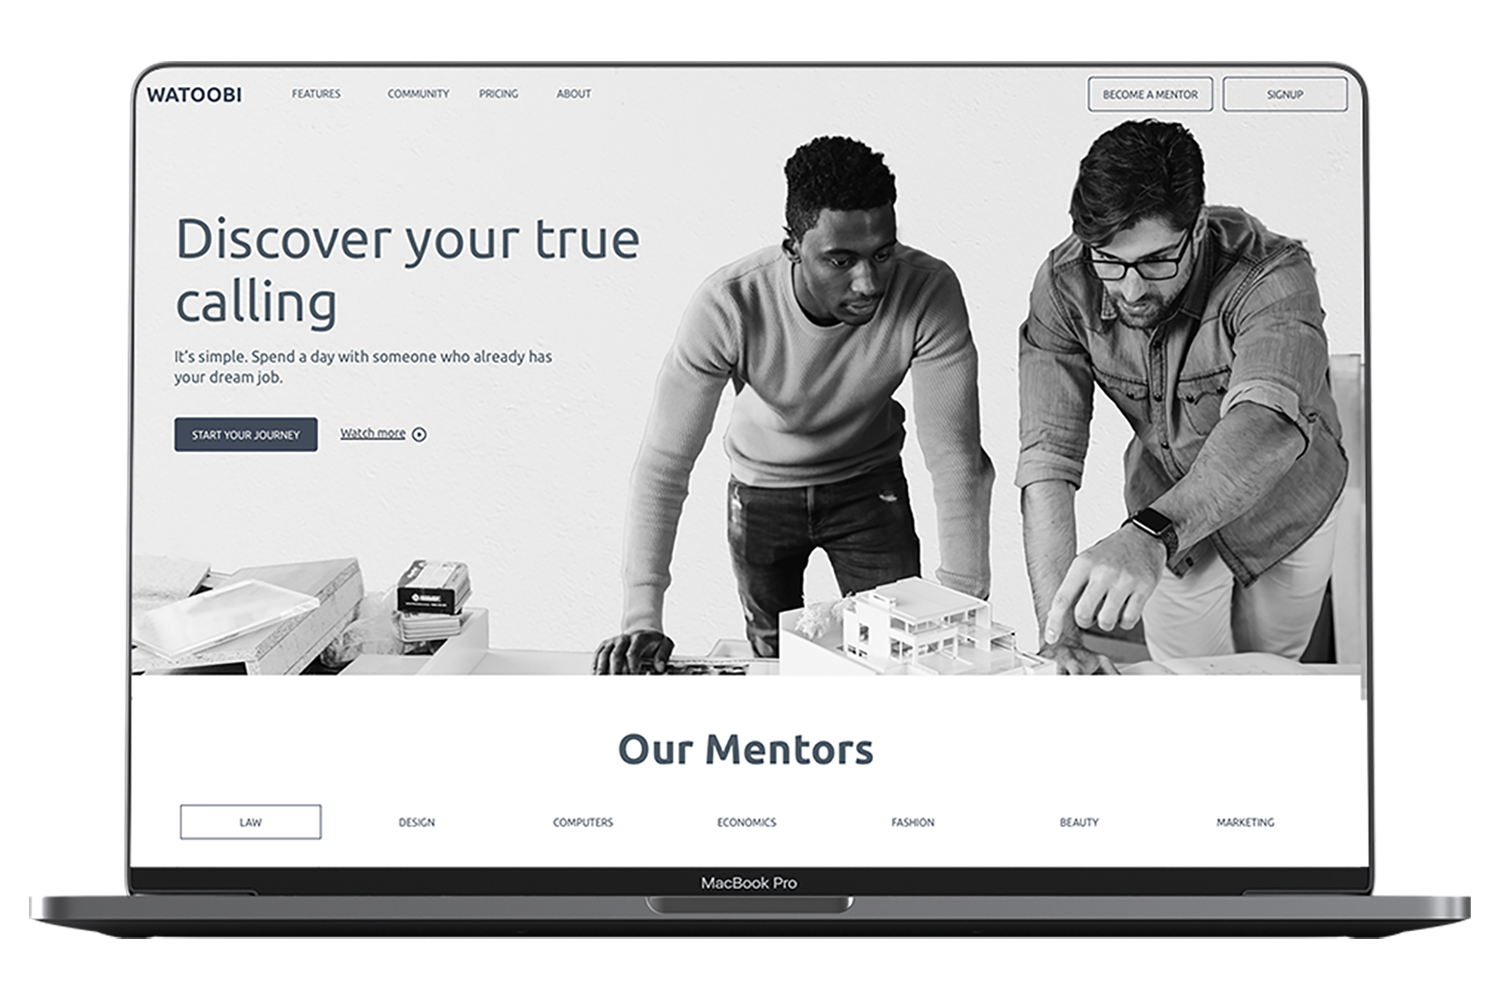 WATOOBI
FEATURES
COMMUNITY
PRICING
ABOUT
BECOME A MENTOR
SIGNUP
Discover your true
calling
It's simple. Spend a day with someone who already has
your dream job.
START YOUR JOURNEY
Watch more
Our Mentors
LAW
DESIGN
COMPUTERS
ECONOMICS
FASHION
BEAUTY
MARKETING
MacBook Pro